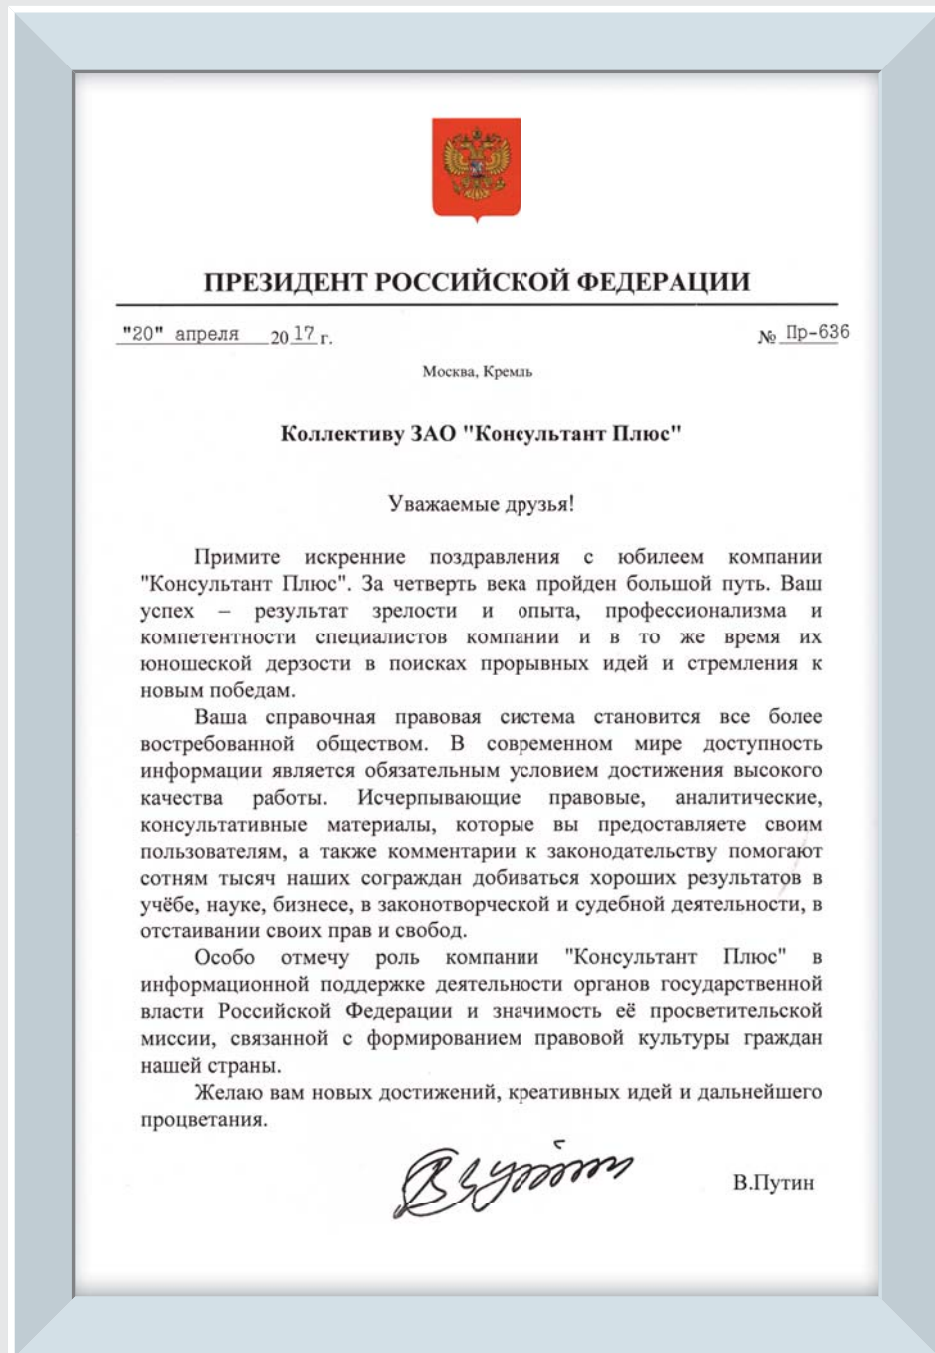 ПРЕЗИДЕНТ РОССИЙСКОЙ ФЕДЕРАЦИИ
"20" апреля 2017 г. № Пр-636
Москва, Кремль
Коллективу ЗАО "Консультант Плюс"
Уважаемые друзья!
Примите искренние поздравления с юбилеем компании
"Консультант Плюс". За четверть века пройден большой путь. Ваш
успех – результат зрелости и опыта, профессионализма и
компетентности специалистов компании и в то же время их
юношеской дерзости в поисках прорывных идей и стремления к
новым победам.
Ваша справочная правовая система становится все более
востребованной обществом. В современном мире доступность
информации является обязательным условием достижения высокого
качества работы. Исчерпывающие правовые, аналитические,
консультативные материалы, которые вы предоставляете своим
пользователям, а также комментарии к законодательству помогают
сотням тысяч наших сограждан добиваться хороших результатов в
учёбе, науке, бизнесе, в законотворческой и судебной деятельности, в
отстаивании своих прав и свобод.
Особо отмечу роль компании "Консультант Плюс" в
информационной поддержке деятельности органов государственной
власти Российской Федерации и значимость её просветительской
миссии, связанной с формированием правовой культуры граждан
нашей страны.
Желаю вам новых достижений, креативных идей и дальнейшего
процветания.
В.Путин